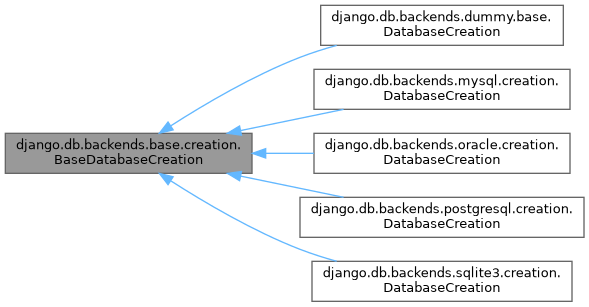 django.db.backends.dummy.base.
DatabaseCreation
django.db.backends.mysql.creation.
DatabaseCreation
django.db.backends.base.creation.
BaseDatabaseCreation
django.db.backends.oracle.creation.
DatabaseCreation
django.db.backends.postgresql.creation.
DatabaseCreation
django.db.backends.sqlite3.creation.
DatabaseCreation